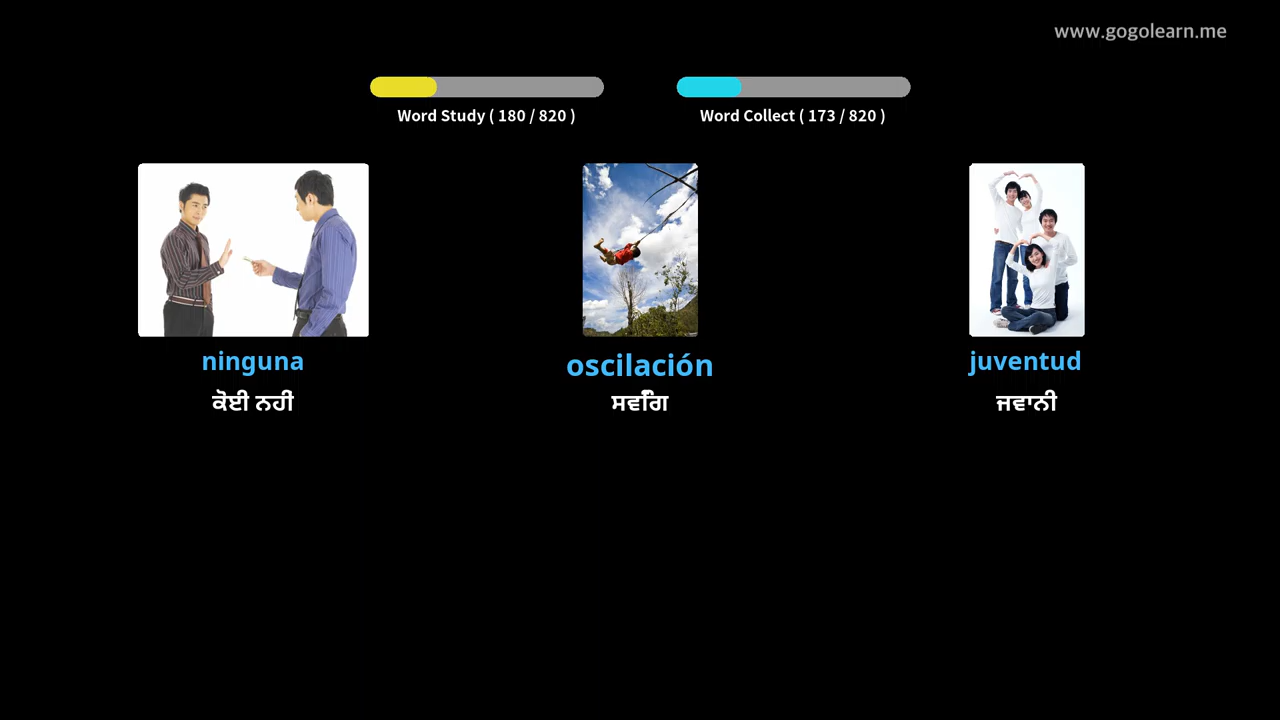 www.gogolearn.me
Word Study ( 180 / 820 )
Word Collect ( 173 / 820 )
ninguna
oscilación
juventud
ਕੋਈ ਨਹੀ
ਸਵਿੰਗ
ਜਵਾਨੀ